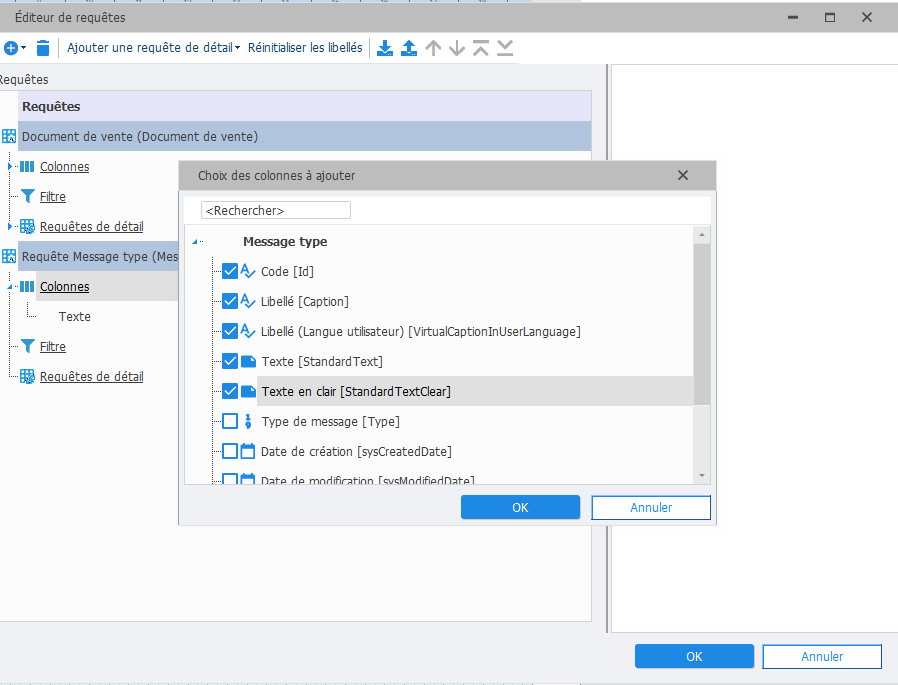 Éditeur de requêtes
Ajouter une requête de détail
Réinitialiser les libellés
Requêtes
Requêtes
Document de vente (Document de vente)
Colonnes
Filtre
Requêtes de détail
Requête Message type (Mes
Colonnes
Texte
Filtre
Requêtes de détail
Choix des colonnes à ajouter
<Rechercher>
Message type
Code [Id]
Libellé [Caption]
Libellé (Langue utilisateur) [VirtualCaptionInUserLanguage]
Texte [StandardText]
Texte en clair [StandardTextClear]
Type de message [Type]
Date de création [sysCreatedDate]
Date de modification [sysModifiedDate]
OK
Annuler
OK
Annuler